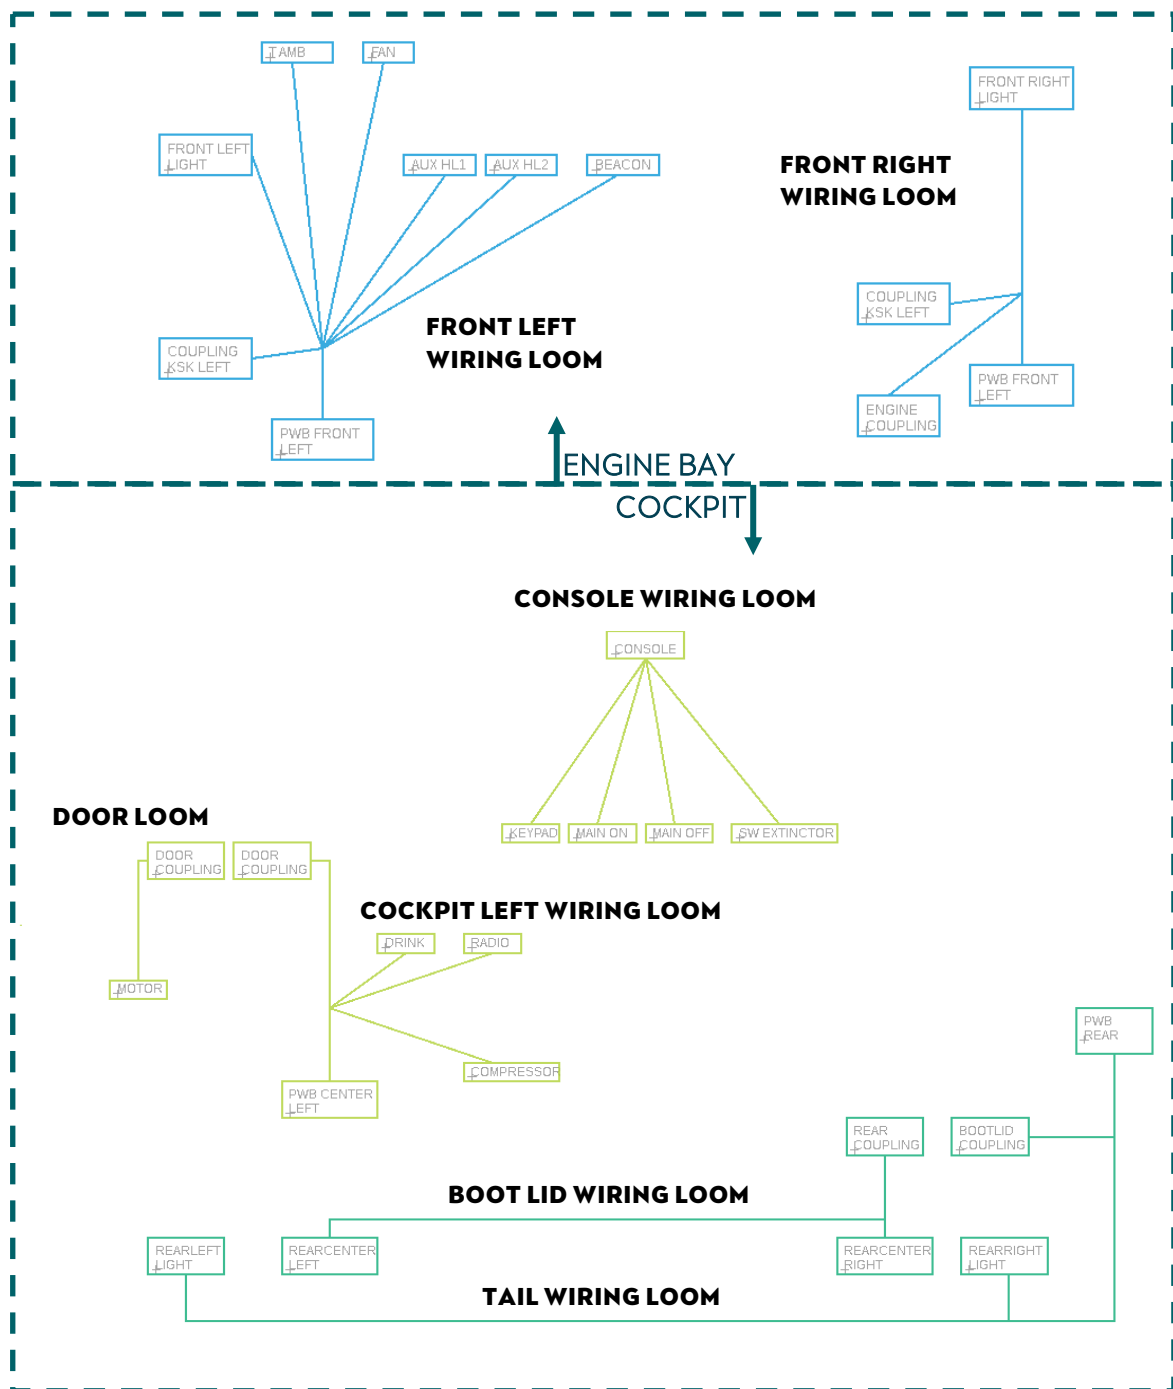 TAMB
FAN
FRONT RIGHT
LIGHT
FRONT LEFT
LIGHT
AUX HL1
AUX HL2
BEACON
FRONT RIGHT
WIRING LOOM
COUPLING
KSK LEFT
FRONT LEFT
WIRING LOOM
COUPLING
KSK LEFT
PWB FRONT
LEFT
ENGINE
COUPLING
PWB FRONT
LEFT
ENGINE BAY
COCKPIT
CONSOLE WIRING LOOM
CONSOLE
KEYPAD
MAIN ON
MAIN OFF
SW EXTINCTOR
DOOR LOOM
DOOR
COUPLING
DOOR
COUPLING
COCKPIT LEFT WIRING LOOM
DRINK
RADIO
MOTOR
PWB
REAR
COMPRESSOR
PWB CENTER
LEFT
REAR
COUPLING
BOOTLID
COUPLING
BOOT LID WIRING LOOM
REARLEFT
LIGHT
REARCENTER
LEFT
REARCENTER
RIGHT
REARRIGHT
LIGHT
TAIL WIRING LOOM